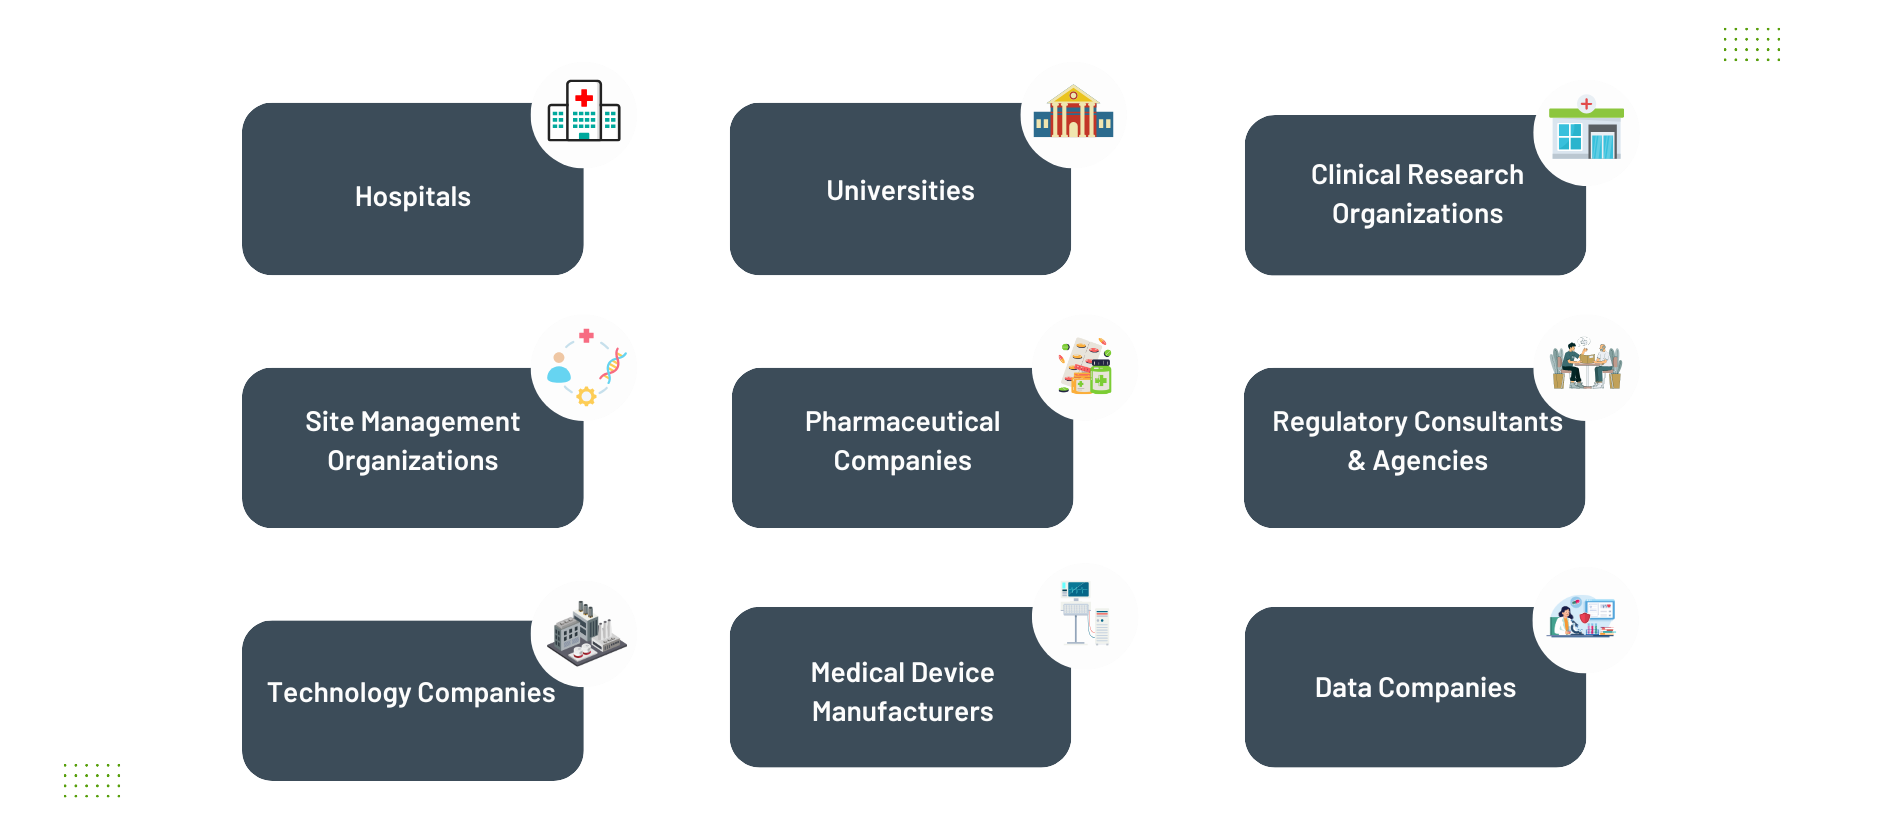 Hospitals
Universities
Clinical Research
Organizations
Site Management
Organizations
Pharmaceutical
Companies
Regulatory Consultants
& Agencies
Technology Companies
Medical Device
Manufacturers
Data Companies